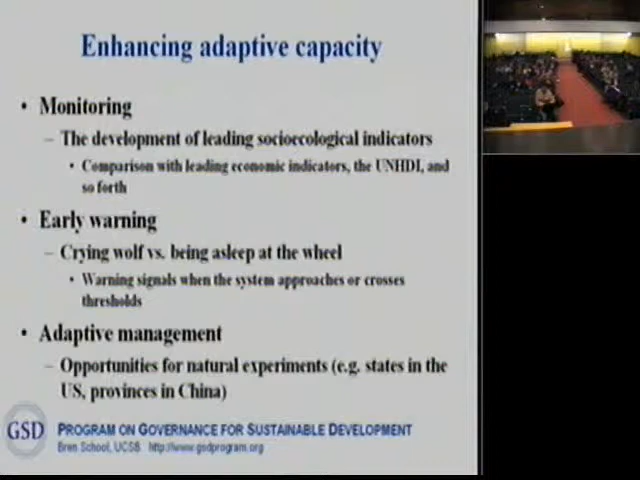 Enhancing adaptive capacity
• Monitoring
– The development of leading socioecological indicators
• Comparison with leading economic indicators, the UNHDI, and
so forth
• Early warning
– Crying wolf vs. being asleep at the wheel
• Warning signals when the system approaches or crosses
thresholds
• Adaptive management
– Opportunities for natural experiments (e.g. states in the
US, provinces in China)
GSD
PROGRAM ON GOVERNANCE FOR SUSTAINABLE DEVELOPMENT
Bren School, UCSB http://www.gsdprogram.org